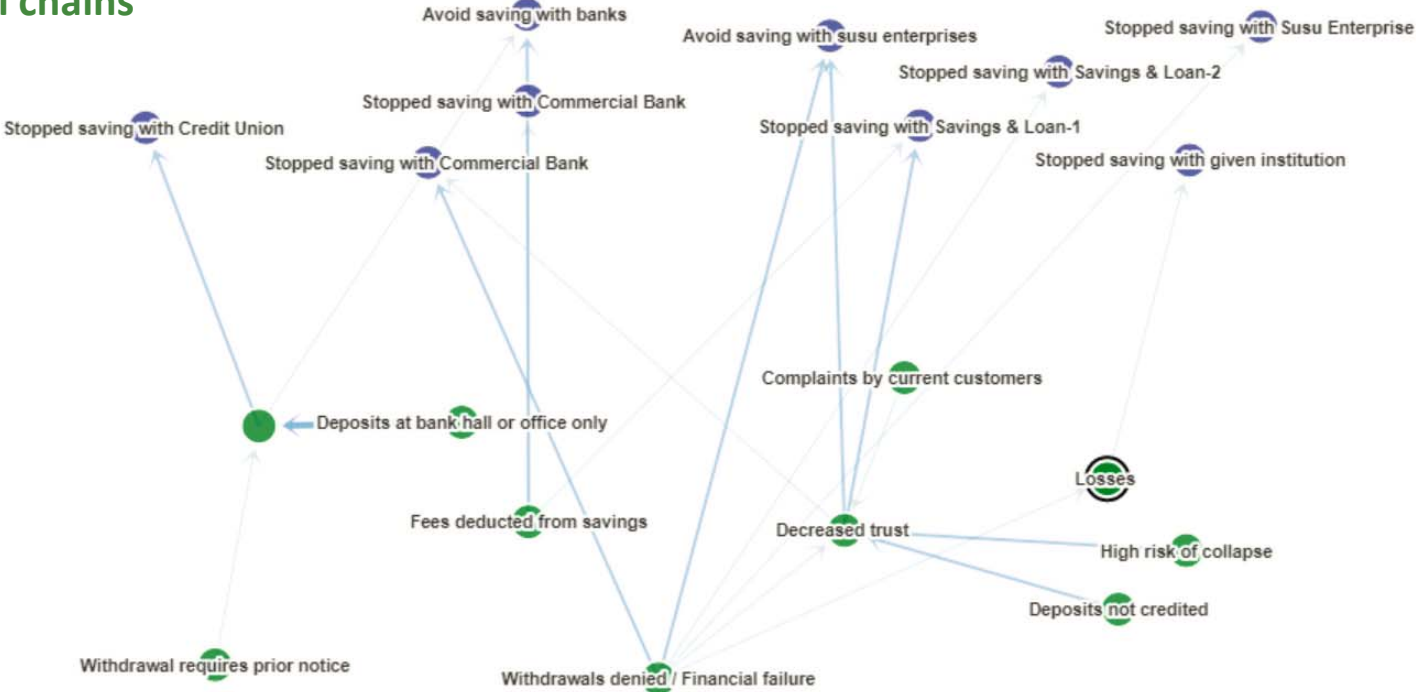 chains
Avoid saving with banks
Avoid saving with susu enterprises
Stopped saving with Susu Enterprise
Stopped saving with Savings & Loan-2
Stopped saving with Commercial Bank
Stopped saving with Credit Union
Stopped saving with Savings & Loan-1
Stopped saving with Commercial Bank
Stopped saving with given institution
Complaints by current customers
Deposits at bank hall or office only
Losses
Fees deducted from savings
Decreased trust
High risk of collapse
Deposits not credited
Withdrawal requires prior notice
Withdrawals denied / Financial failure